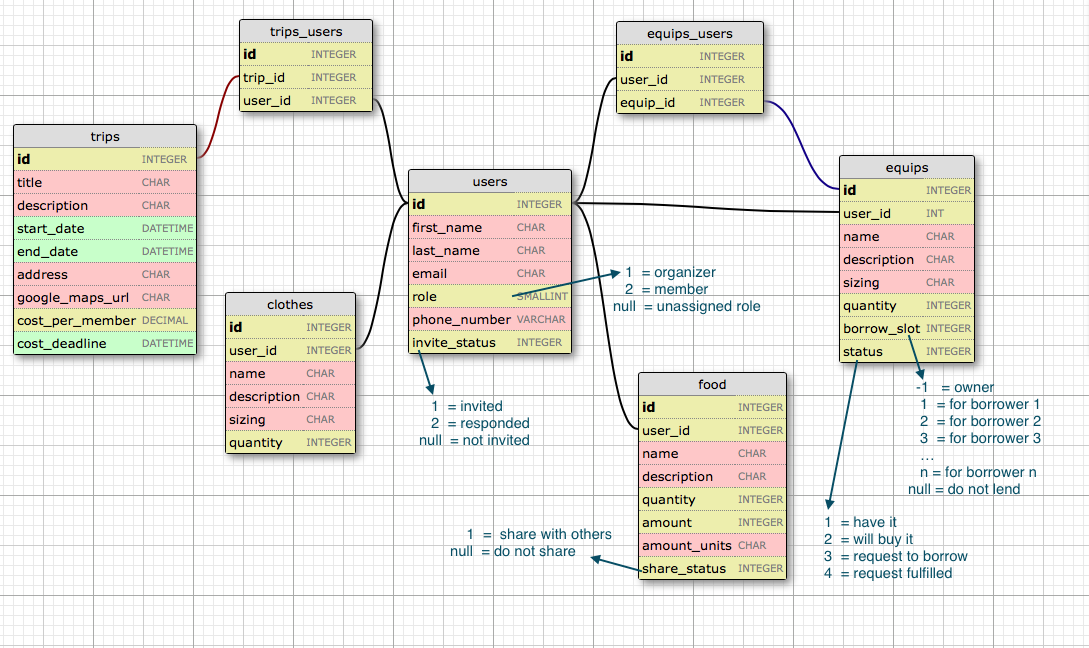 trips_users
id INTEGER
trip_id INTEGER
user_id INTEGER
equips_users
id INTEGER
user_id INTEGER
equip_id INTEGER
trips
id INTEGER
title CHAR
description CHAR
start_date DATETIME
end_date DATETIME
address CHAR
google_maps_url CHAR
cost_per_member DECIMAL
cost_deadline DATETIME
users
id INTEGER
first_name CHAR
last_name CHAR
email CHAR
role SMALLINT
phone_number VARCHAR
invite_status INTEGER
1 = organizer
2 = member
null = unassigned role
1 = invited
2 = responded
null = not invited
equips
id INTEGER
user_id INT
name CHAR
description CHAR
sizing CHAR
quantity INTEGER
borrow_slot INTEGER
status INTEGER
-1 = owner
1 = for borrower 1
2 = for borrower 2
3 = for borrower 3
...
n = for borrower n
null = do not lend
1 = have it
2 = will buy it
3 = request to borrow
4 = request fulfilled
clothes
id INTEGER
user_id INTEGER
name CHAR
description CHAR
sizing CHAR
quantity INTEGER
food
id INTEGER
user_id INTEGER
name CHAR
description CHAR
quantity INTEGER
amount INTEGER
amount_units CHAR
share_status INTEGER
1 = share with others
null = do not share